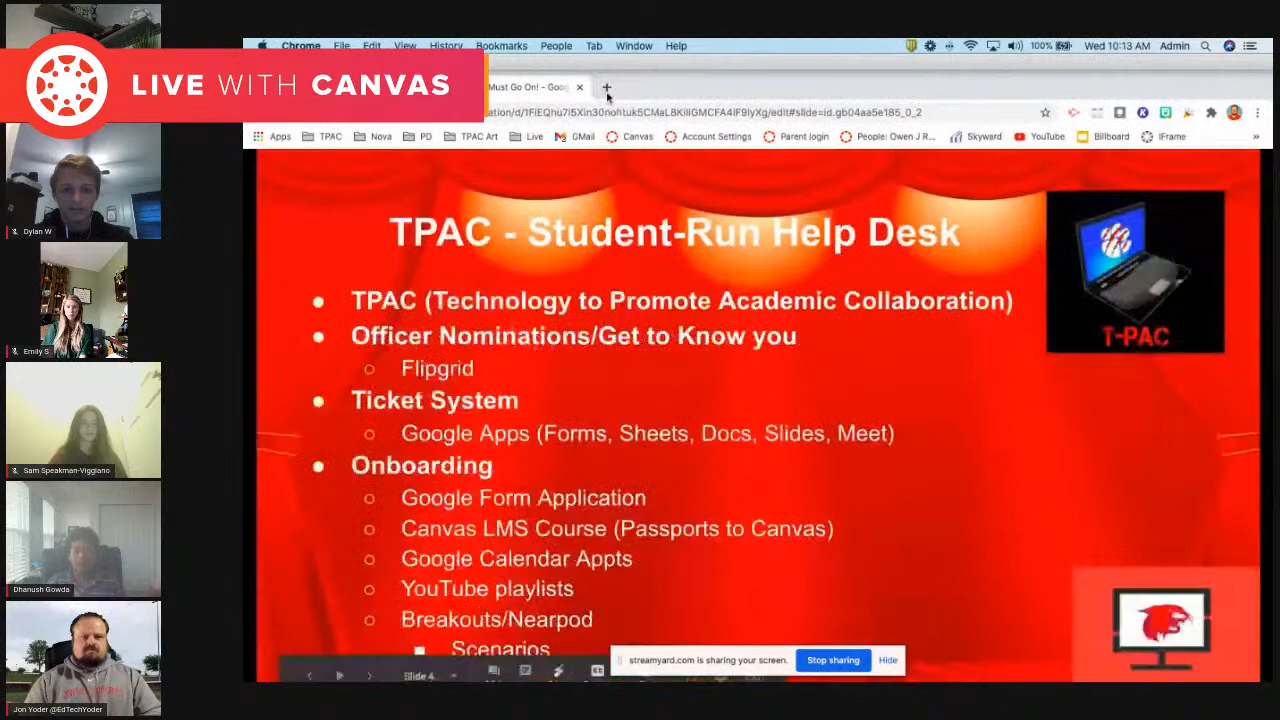 LIVE WITH CANVAS
Chrome File Edit View History Bookmarks People Tab Window Help
100% Wed 10:13 AM Admin
Must Go On! - Goog
Apps TPAC Nova PD TPAC Art Live GMail Canvas Account Settings Parent login People: Owen J R... Skyward YouTube Billboard IFrame »
TPAC - Student-Run Help Desk
• TPAC (Technology to Promote Academic Collaboration)
• Officer Nominations/Get to Know you
○ Flipgrid
• Ticket System
○ Google Apps (Forms, Sheets, Docs, Slides, Meet)
• Onboarding
○ Google Form Application
○ Canvas LMS Course (Passports to Canvas)
○ Google Calendar Appts
○ YouTube playlists
○ Breakouts/Nearpod
■ Scenarios
T-PAC
Slide 4
streamyard.com is sharing your screen. Stop sharing Hide
Dylan W
Emily S
Sam Speakman-Viggiano
Dhanush Gowda
Jon Yoder @EdTechYoder